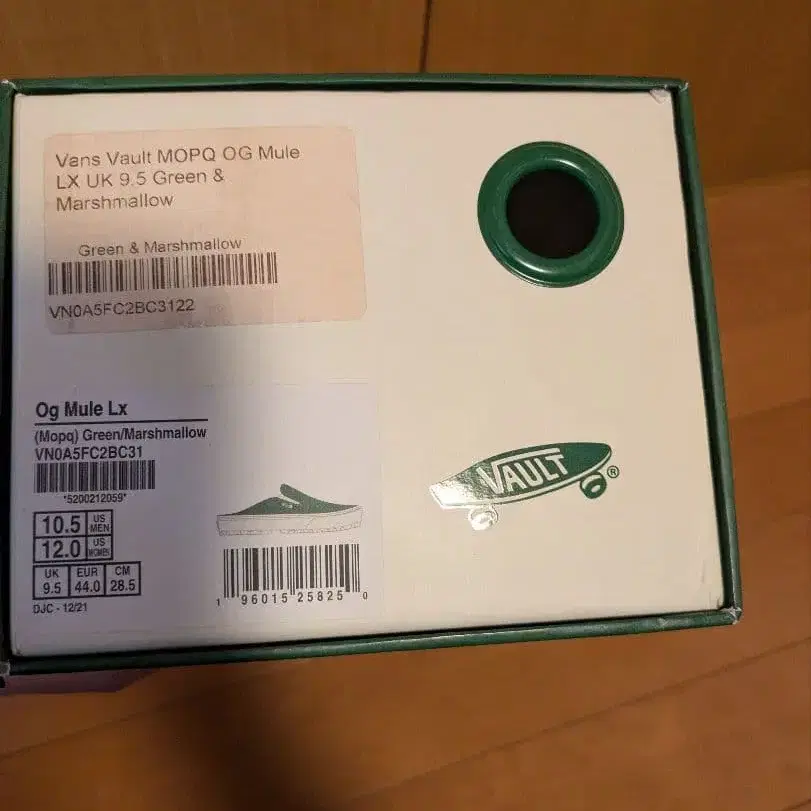 Vans Vault MOPQ OG Mule
LX UK 9.5 Green &
Marshmallow
Green & Marshmallow
VN0A5FC2BC3122
Og Mule Lx
(Mopq) Green/Marshmallow
VN0A5FC2BC31
*5200212059*
10.5 US MEN
12.0 US WOMEN
UK EUR CM
9.5 44.0 28.5
DJC - 12/21
1 96015 25825 0
VAULT®